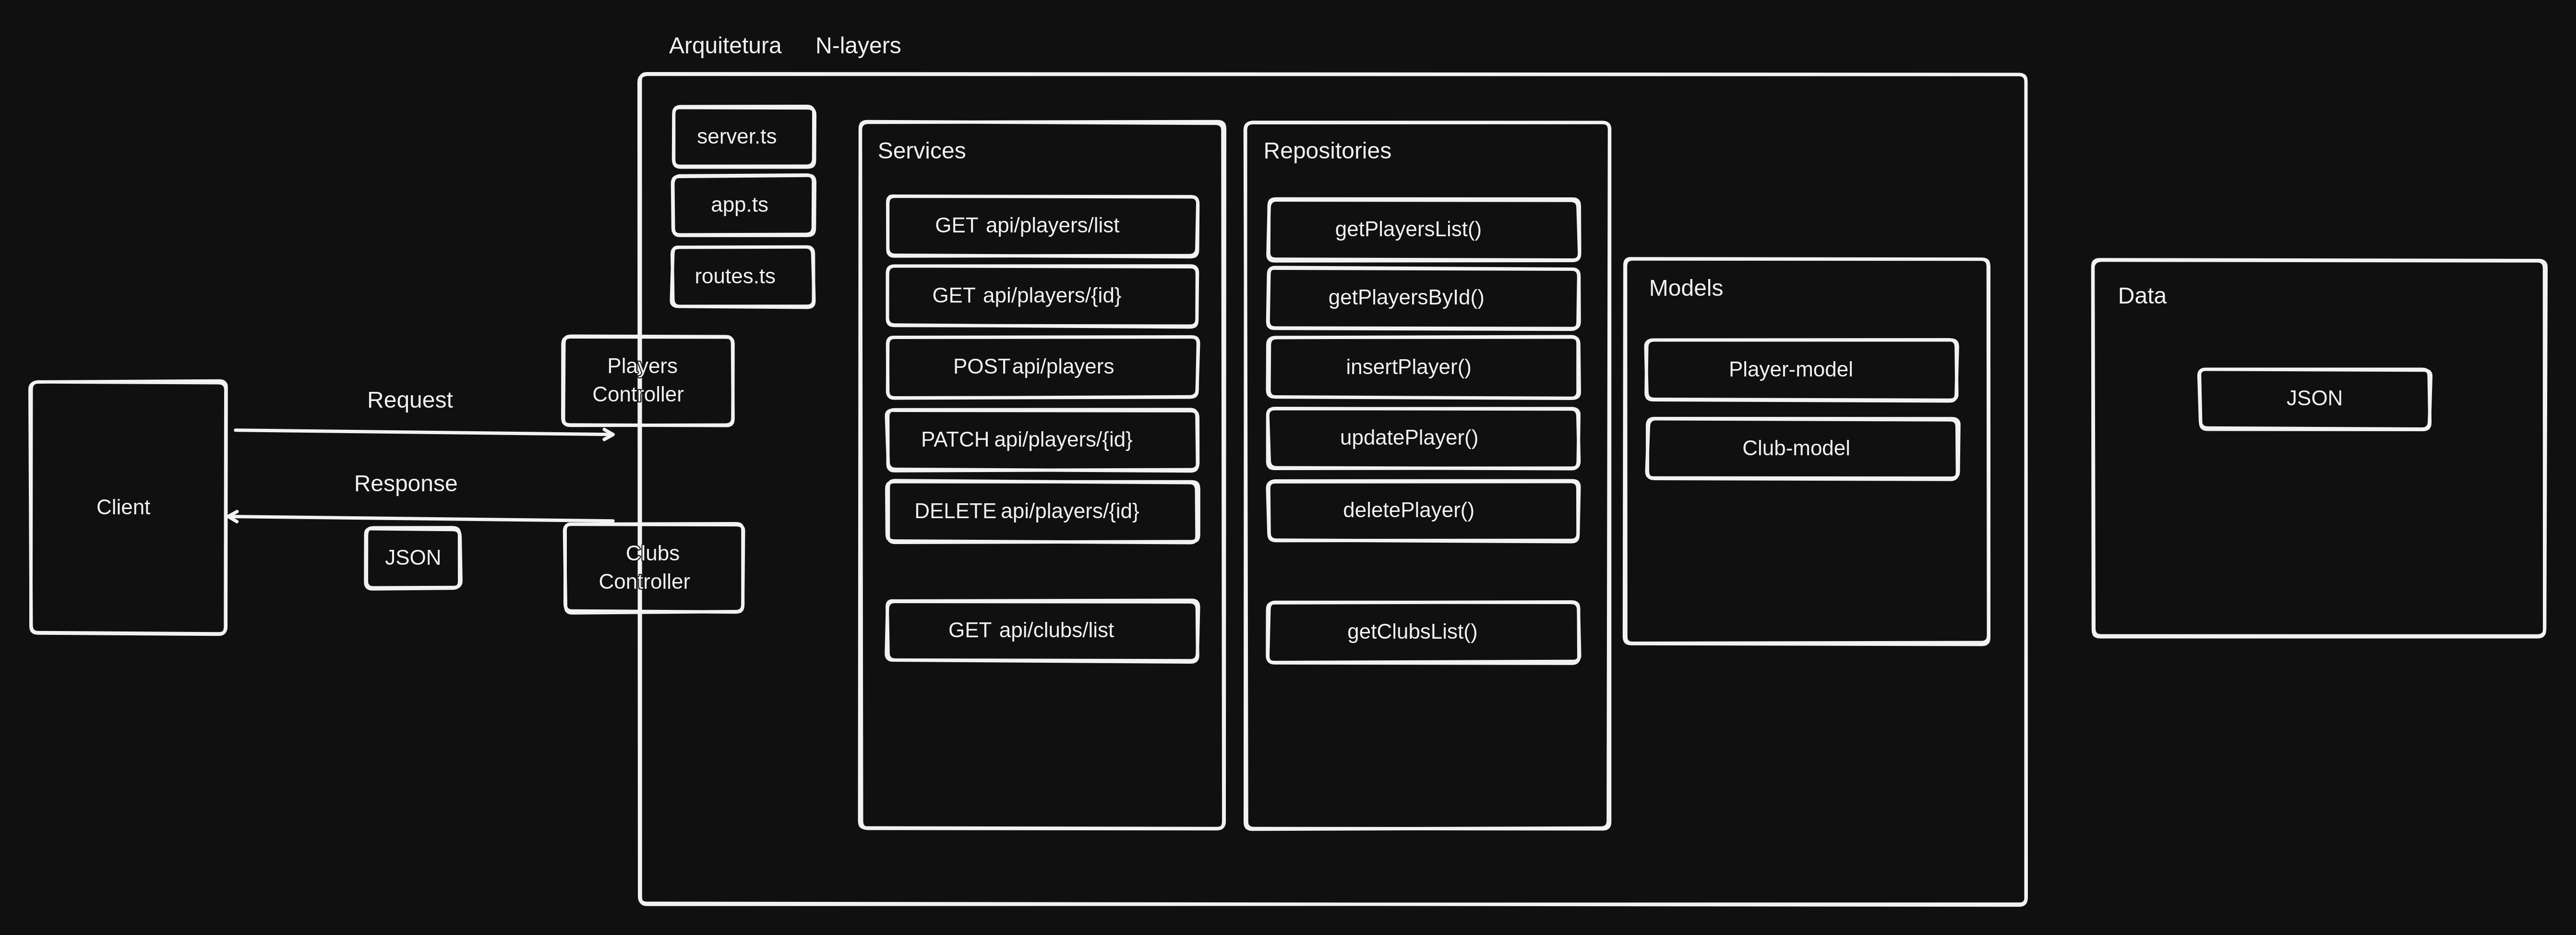 Arquitetura N-layers
server.ts
app.ts
routes.ts
Players
Controller
Clubs
Controller
Client
Request
Response
JSON
Services
GET api/players/list
GET api/players/{id}
POST api/players
PATCH api/players/{id}
DELETE api/players/{id}
GET api/clubs/list
Repositories
getPlayersList()
getPlayersById()
insertPlayer()
updatePlayer()
deletePlayer()
getClubsList()
Models
Player-model
Club-model
Data
JSON